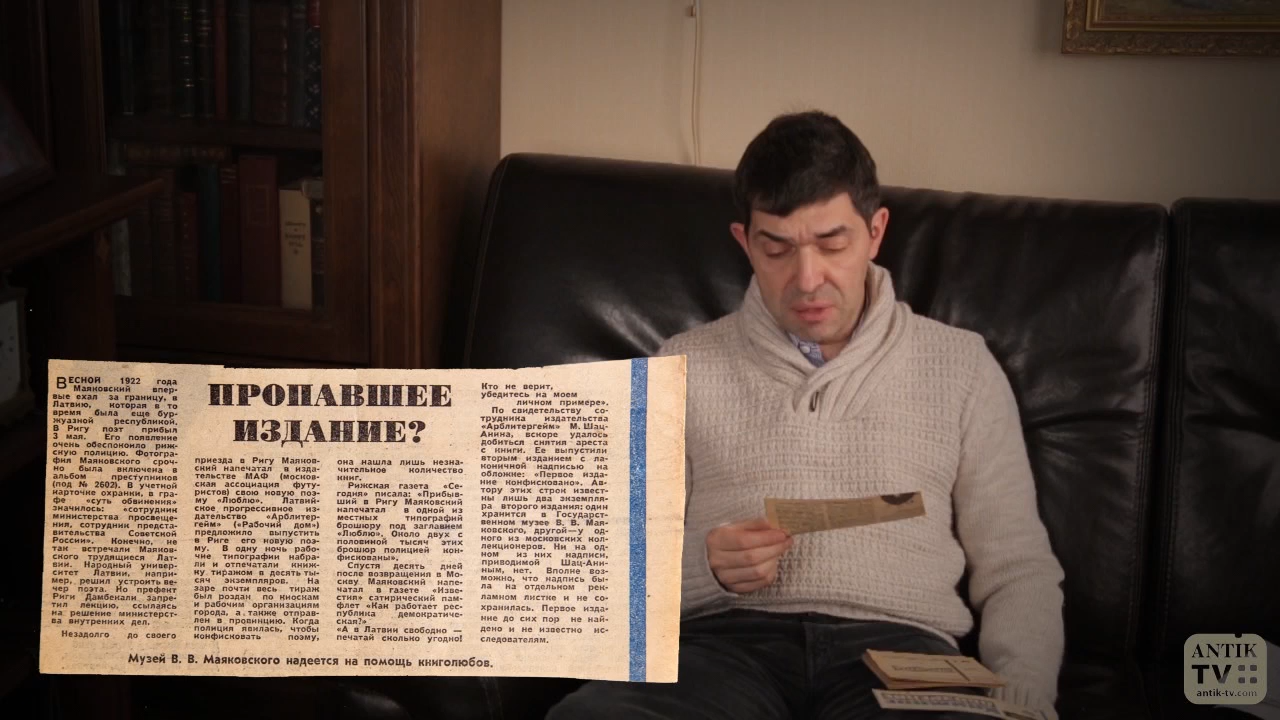 ПРОПАВШЕЕ
ИЗДАНИЕ?
ВЕСНОЙ 1922 года
Маяковский впер-
вые ехал за границу, в
Латвию, которая в то
время была еще бур-
жуазной республикой.
В Ригу поэт прибыл
3 мая. Его появление
очень обеспокоило риж-
скую полицию. Фотогра-
фия Маяковского сроч-
но была включена в
альбом преступников
(под № 2602). В учетной
карточке охранки, в гра-
фе «суть обвинения»
значилось: «сотрудник
министерства просвеще-
ния, сотрудник предста-
вительства Советской
России». Конечно, не
так встречали Маяков-
ского трудящиеся Лат-
вии. Народный универ-
ситет Латвии, напри-
мер, решил устроить ве-
чер поэта. Но префект
Риги Дамбекалн запре-
тил лекцию, ссылаясь
на решение министерст-
ва внутренних дел.
Незадолго до своего
приезда в Ригу Маяков-
ский напечатал в изда-
тельстве МАФ (москов-
ская ассоциация футу-
ристов) свою новую поэ-
му «Люблю». Латвий-
ское прогрессивное из-
дательство «Арбитер-
гейм» («Рабочий дом»)
предложило выпустить
в Риге его новую поэ-
му. В одну ночь рабо-
чие типографии набра-
ли и отпечатали книж-
ку тиражом в десять ты-
сяч экземпляров. На
заре почти весь тираж
был роздан по киоскам
и рабочим организациям
города, а также отправ-
лен в провинцию. Когда
полиция явилась, чтобы
конфисковать поэму,
она нашла лишь незна-
чительное количество
книг.
Рижская газета «Се-
годня» писала: «Прибыв-
ший в Ригу Маяковский
напечатал в одной из
местных типографий
брошюру под заглавием
«Люблю». Около двух с
половиной тысяч этих
брошюр полицией кон-
фискованы».
Спустя десять дней
после возвращения в Мо-
скву Маяковский напе-
чатал в газете «Изве-
стия» сатирический пам-
флет «Как работает рес-
публика демократиче-
ская?»
«А в Латвии свободно —
печатай сколько угодно!
Кто не верит,
убедитесь на моем
личном примере».
По свидетельству со-
трудника издательства
«Арбитергейм» М. Шац-
Анина, вскоре удалось
добиться снятия ареста
с книги. Ее выпустили
вторым изданием с ла-
коничной надписью на
обложке: «Первое изда-
ние конфисковано». Ав-
тору этих строк извест-
ны лишь два экземпля-
ра второго издания: один
хранится в Государст-
венном музее В. В. Мая-
ковского, другой—у од-
ного из московских кол-
лекционеров. Ни на од-
ном из них надписи,
приводимой Шац-Ани-
ным, нет. Вполне воз-
можно, что надпись бы-
ла на отдельном рек-
ламном листке и не со-
хранилась. Первое изда-
ние до сих пор не най-
дено и не известно ис-
следователям.
Музей В. В. Маяковского надеется на помощь книголюбов.
ANTIK
TV
antik-tv.com